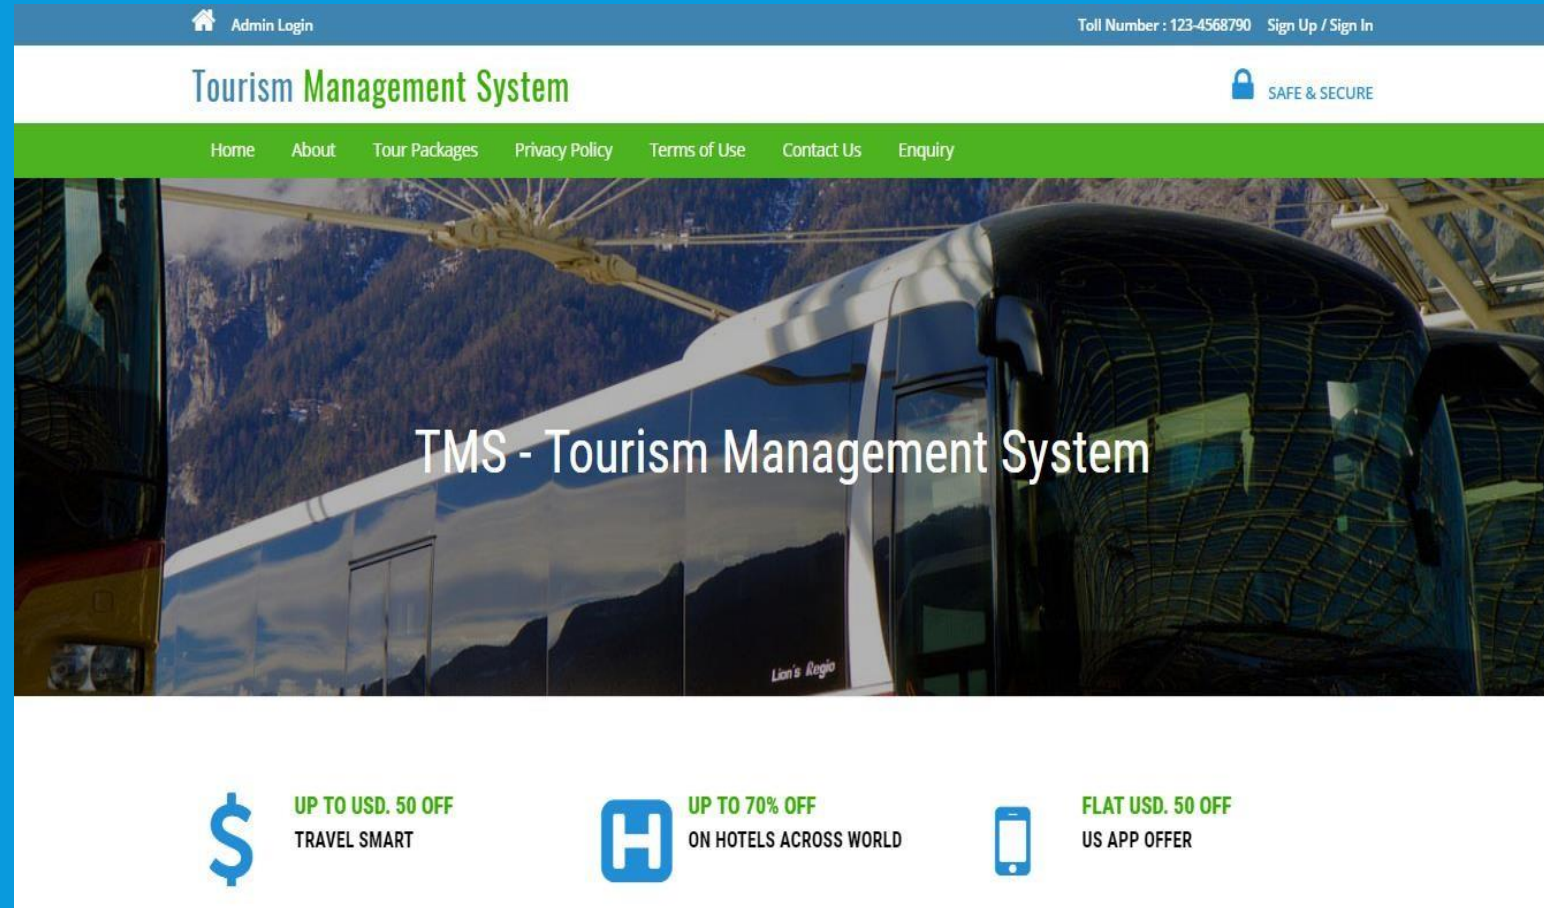 Admin Login
Toll Number : 123-4568790 Sign Up / Sign In
Tourism Management System
SAFE & SECURE
Home About Tour Packages Privacy Policy Terms of Use Contact Us Enquiry
TMS - Tourism Management System
Lion's Regio
UP TO USD. 50 OFF
TRAVEL SMART
H
UP TO 70% OFF
ON HOTELS ACROSS WORLD
FLAT USD. 50 OFF
US APP OFFER